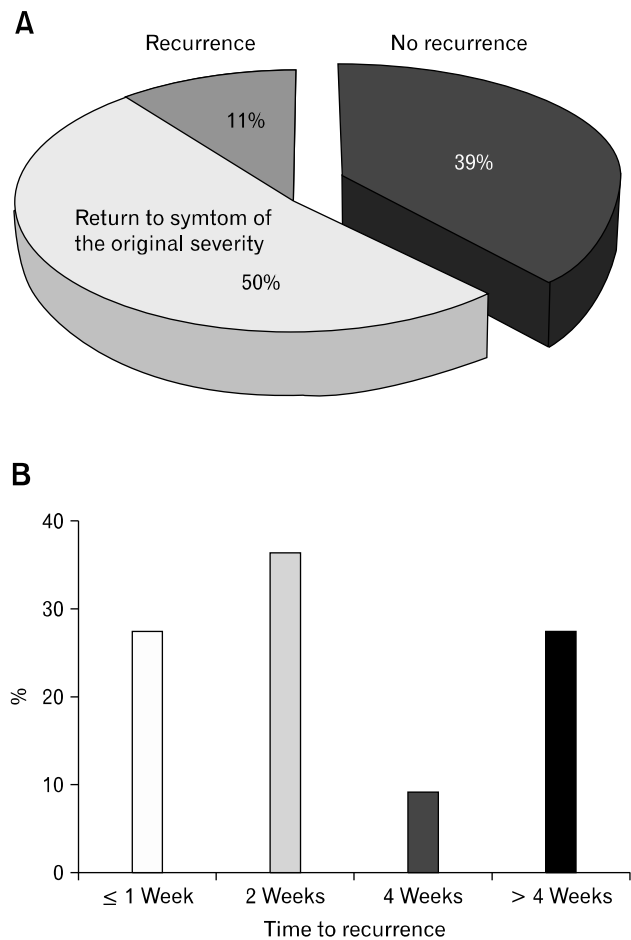 A
Recurrence
No recurrence
11%
39%
Return to symtom of
the original severity
50%
B
40
30
20
10
0
%
≤ 1 Week
2 Weeks
4 Weeks
> 4 Weeks
Time to recurrence